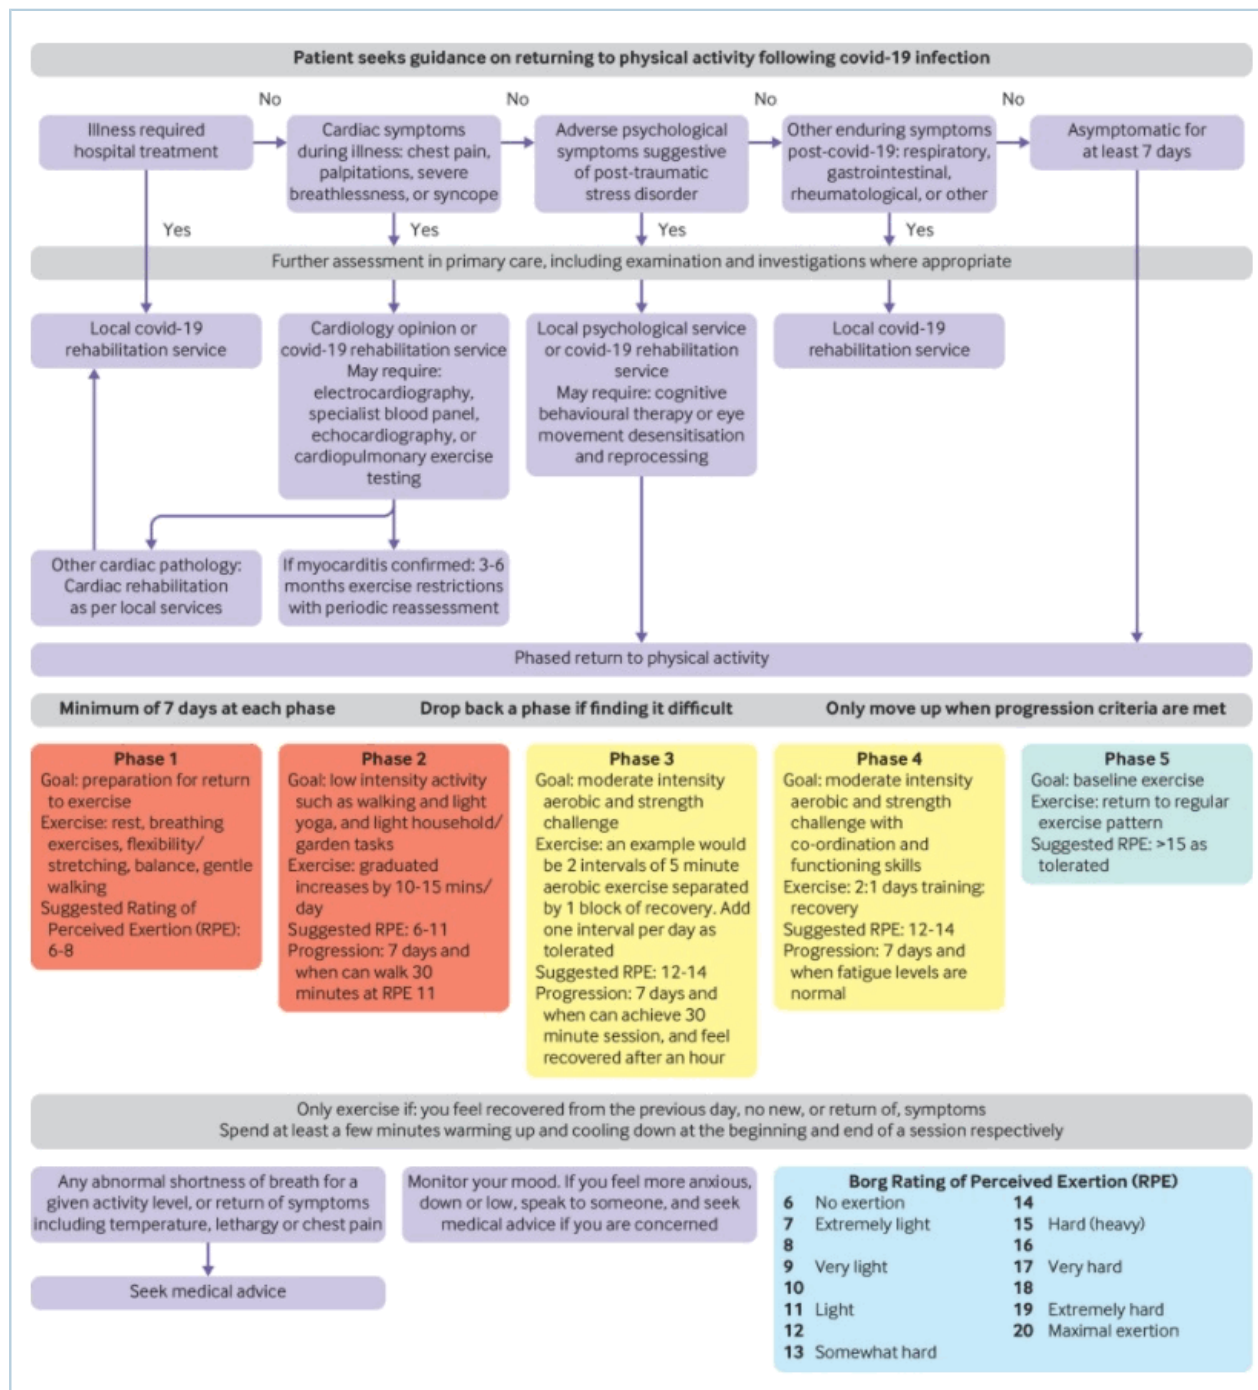 Patient seeks guidance on returning to physical activity following covid-19 infection
No
No
No
No
Illness required
hospital treatment
Cardiac symptoms
during illness: chest pain,
palpitations, severe
breathlessness, or syncope
Adverse psychological
symptoms suggestive
of post-traumatic
stress disorder
Other enduring symptoms
post-covid-19: respiratory,
gastrointestinal,
rheumatological, or other
Asymptomatic for
at least 7 days
Yes
Yes
Yes
Yes
Further assessment in primary care, including examination and investigations where appropriate
Local covid-19
rehabilitation service
Cardiology opinion or
covid-19 rehabilitation service
May require:
electrocardiography,
specialist blood panel,
echocardiography, or
cardiopulmonary exercise
testing
Local psychological service
or covid-19 rehabilitation
service
May require: cognitive
behavioural therapy or eye
movement desensitisation
and reprocessing
Local covid-19
rehabilitation service
Other cardiac pathology:
Cardiac rehabilitation
as per local services
If myocarditis confirmed: 3-6
months exercise restrictions
with periodic reassessment
Phased return to physical activity
Minimum of 7 days at each phase
Drop back a phase if finding it difficult
Only move up when progression criteria are met
Phase 1
Goal: preparation for return
to exercise
Exercise: rest, breathing
exercises, flexibility/
stretching, balance, gentle
walking
Suggested Rating of
Perceived Exertion (RPE):
6-8
Phase 2
Goal: low intensity activity
such as walking and light
yoga, and light household/
garden tasks
Exercise: graduated
increases by 10-15 mins/
day
Suggested RPE: 6-11
Progression: 7 days and
when can walk 30
minutes at RPE 11
Phase 3
Goal: moderate intensity
aerobic and strength
challenge
Exercise: an example would
be 2 intervals of 5 minute
aerobic exercise separated
by 1 block of recovery. Add
one interval per day as
tolerated
Suggested RPE: 12-14
Progression: 7 days and
when can achieve 30
minute session, and feel
recovered after an hour
Phase 4
Goal: moderate intensity
aerobic and strength
challenge with
co-ordination and
functioning skills
Exercise: 2:1 days training:
recovery
Suggested RPE: 12-14
Progression: 7 days and
when fatigue levels are
normal
Phase 5
Goal: baseline exercise
Exercise: return to regular
exercise pattern
Suggested RPE: >15 as
tolerated
Only exercise if: you feel recovered from the previous day, no new, or return of, symptoms
Spend at least a few minutes warming up and cooling down at the beginning and end of a session respectively
Any abnormal shortness of breath for a
given activity level, or return of symptoms
including temperature, lethargy or chest pain
Seek medical advice
Monitor your mood. If you feel more anxious,
down or low, speak to someone, and seek
medical advice if you are concerned
Borg Rating of Perceived Exertion (RPE)
6 No exertion
7 Extremely light
8
9 Very light
10
11 Light
12
13 Somewhat hard
14
15 Hard (heavy)
16
17 Very hard
18
19 Extremely hard
20 Maximal exertion